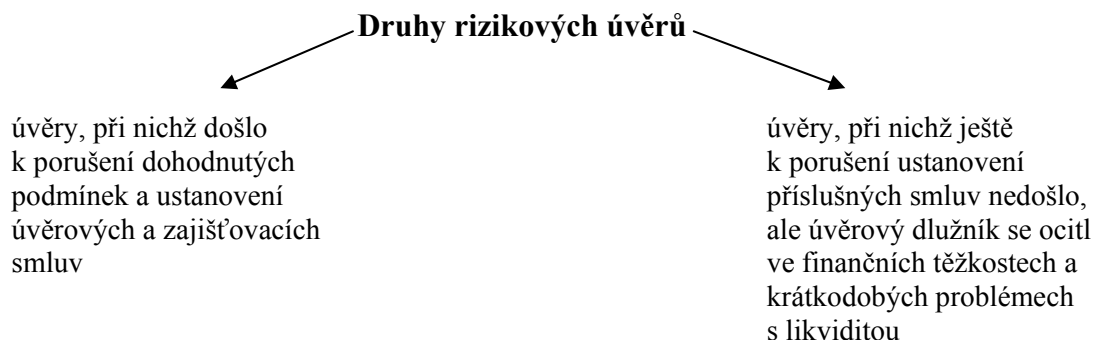 Druhy rizikových úvěrů
úvěry, při nichž došlo
k porušení dohodnutých
podmínek a ustanovení
úvěrových a zajišťovacích
smluv
úvěry, při nichž ještě
k porušení ustanovení
příslušných smluv nedošlo,
ale úvěrový dlužník se ocitl
ve finančních těžkostech a
krátkodobých problémech
s likviditou